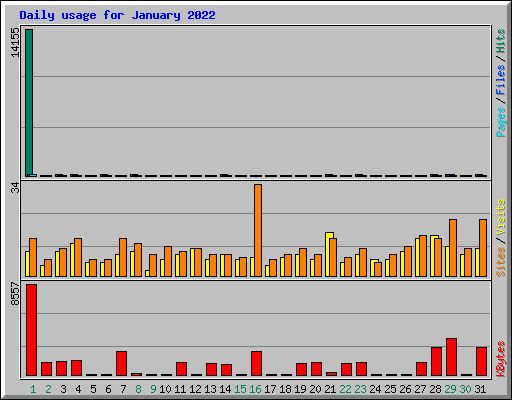 Daily usage for January 2022
14155
34
8557
Pages / Files / Hits
Sites / Visits
KBytes
1 2 3 4 5 6 7 8 9 10 11 12 13 14 15 16 17 18 19 20 21 22 23 24 25 26 27 28 29 30 31